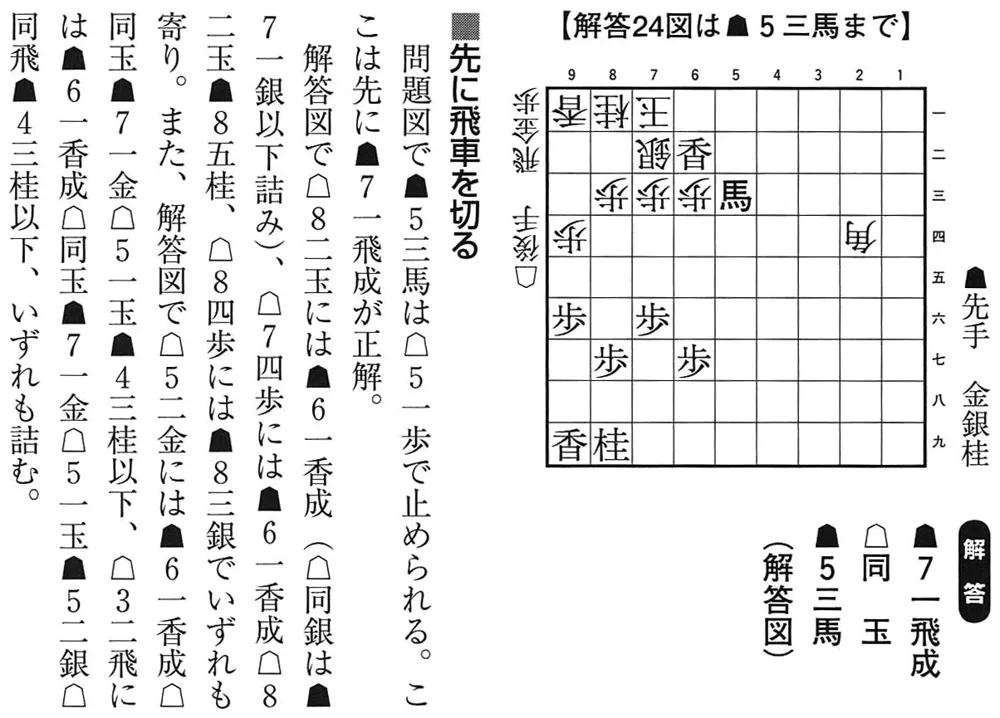 【解答24図は☗5三馬まで】
9 8 7 6 5 4 3 2 1
香 桂 王 一
銀 香 二
歩 歩 歩 馬 三
歩 角 四
五
歩 歩 六
歩 歩 七
八
香 桂 九
☗先手 金銀桂
☖後手 飛金歩
解答
☗7一飛成
☖同　玉
☗5三馬
（解答図）
■先に飛車を切る
問題図で☗5三馬は☖5一歩で止められる。こ
こは先に☗7一飛成が正解。
解答図で☖8二玉には☗6一香成（☖同銀は☗
7一銀以下詰み）、☖7四歩には☗6一香成☖8
二玉☗8五桂、☖8四歩には☗8三銀でいずれも
寄り。また、解答図で☖5二金には☗6一香成☖
同玉☗7一金☖5一玉☗4三桂以下、☖3二飛に
は☗6一香成☖同玉☗7一金☖5一玉☗5二銀☖
同飛☗4三桂以下、いずれも詰む。